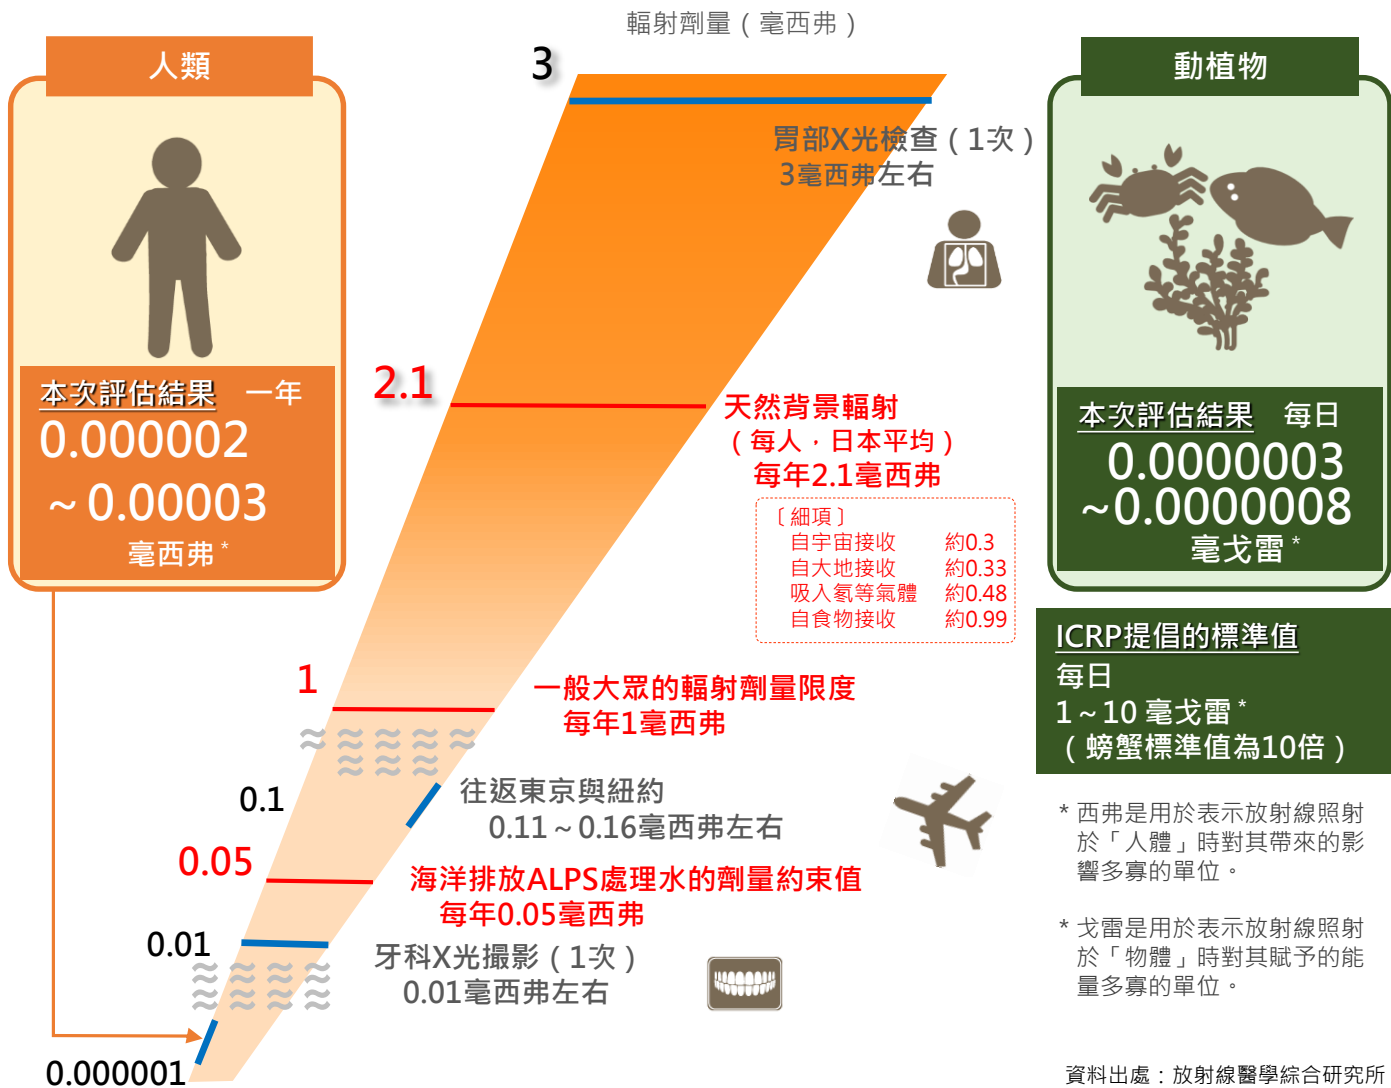 輻射劑量（毫西弗）
人類
本次評估結果　一年
0.000002
～0.00003
毫西弗*
3
胃部X光檢查（1次）
3毫西弗左右
2.1
天然背景輻射
（每人，日本平均）
每年2.1毫西弗
〔細項〕
自宇宙接收　約0.3
自大地接收　約0.33
吸入氡等氣體　約0.48
自食物接收　約0.99
1
一般大眾的輻射劑量限度
每年1毫西弗
0.1
往返東京與紐約
0.11～0.16毫西弗左右
0.05
海洋排放ALPS處理水的劑量約束值
每年0.05毫西弗
0.01
牙科X光撮影（1次）
0.01毫西弗左右
0.000001
動植物
本次評估結果　每日
0.0000003
~0.0000008
毫戈雷*
ICRP提倡的標準值
每日
1～10 毫戈雷*
（螃蟹標準值為10倍）
* 西弗是用於表示放射線照射
於「人體」時對其帶來的影
響多寡的單位。
* 戈雷是用於表示放射線照射
於「物體」時對其賦予的能
量多寡的單位。
資料出處：放射線醫學綜合研究所